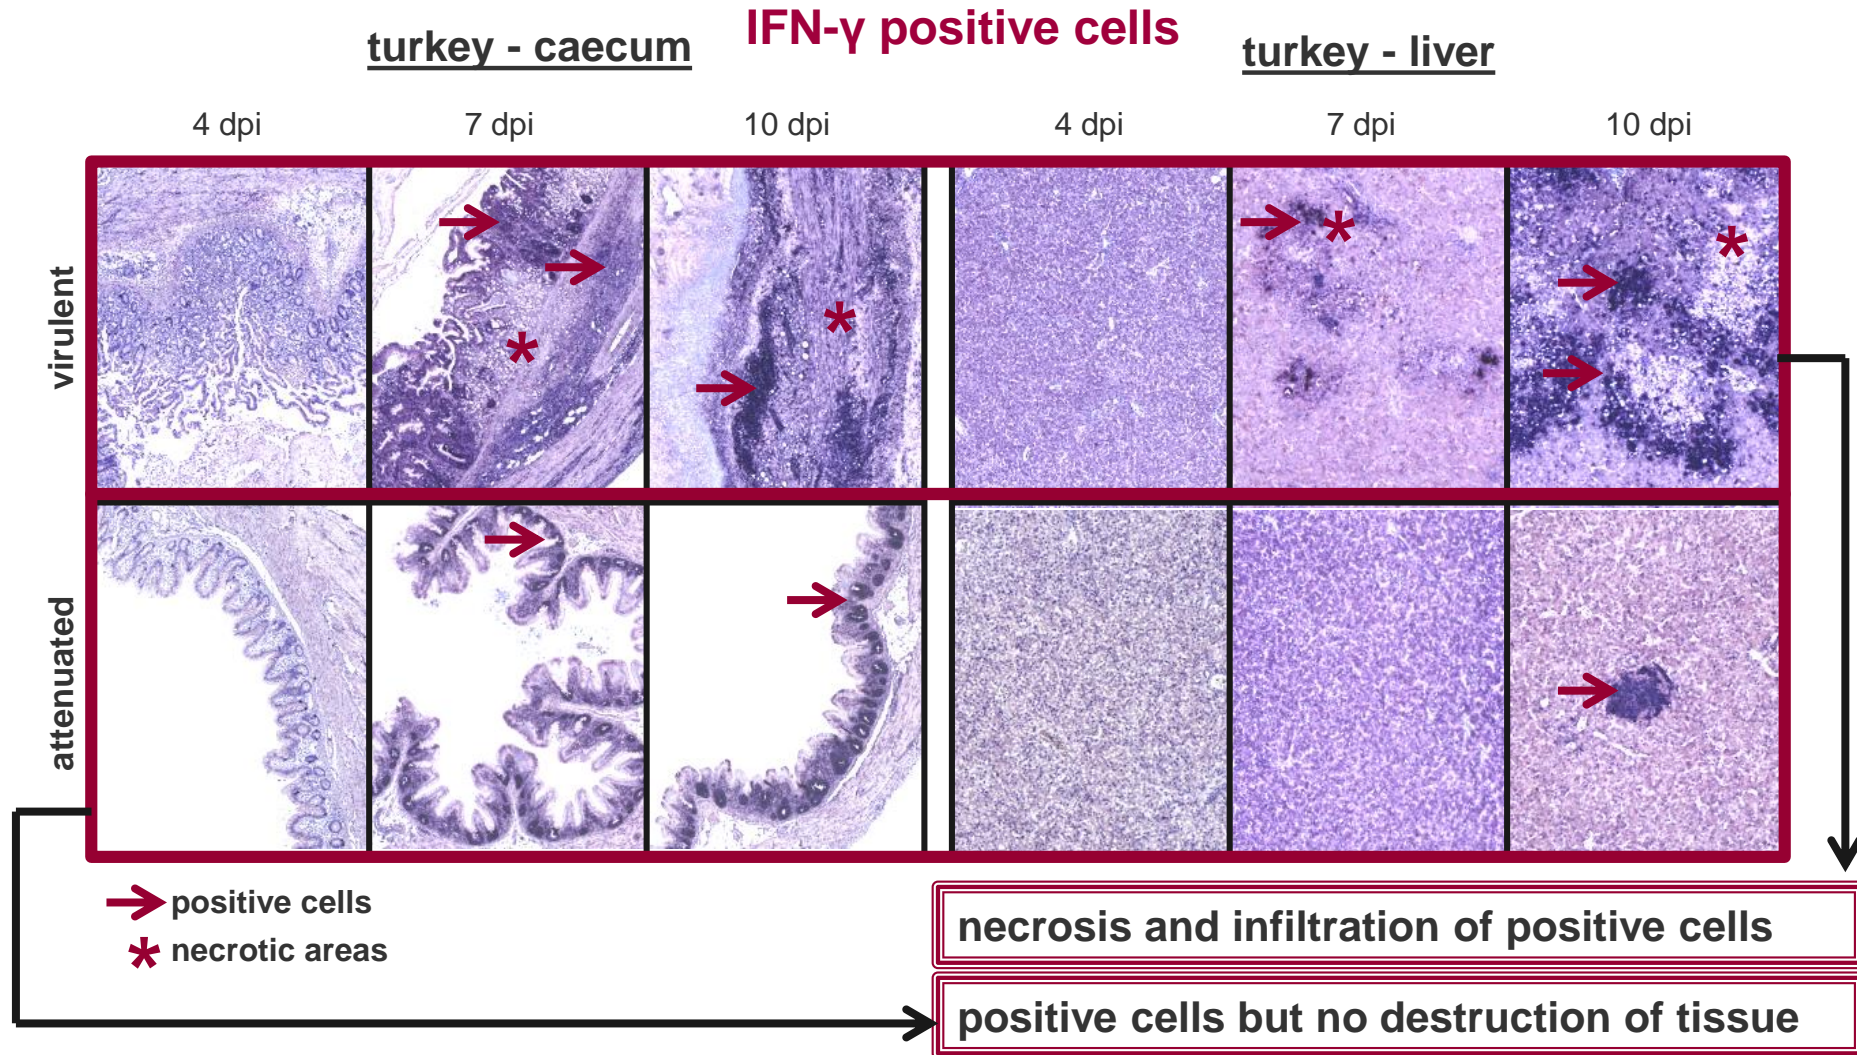 IFN-γ positive cells
turkey - caecum
turkey - liver
4 dpi
7 dpi
10 dpi
4 dpi
7 dpi
10 dpi
virulent
attenuated
positive cells
* necrotic areas
necrosis and infiltration of positive cells
positive cells but no destruction of tissue